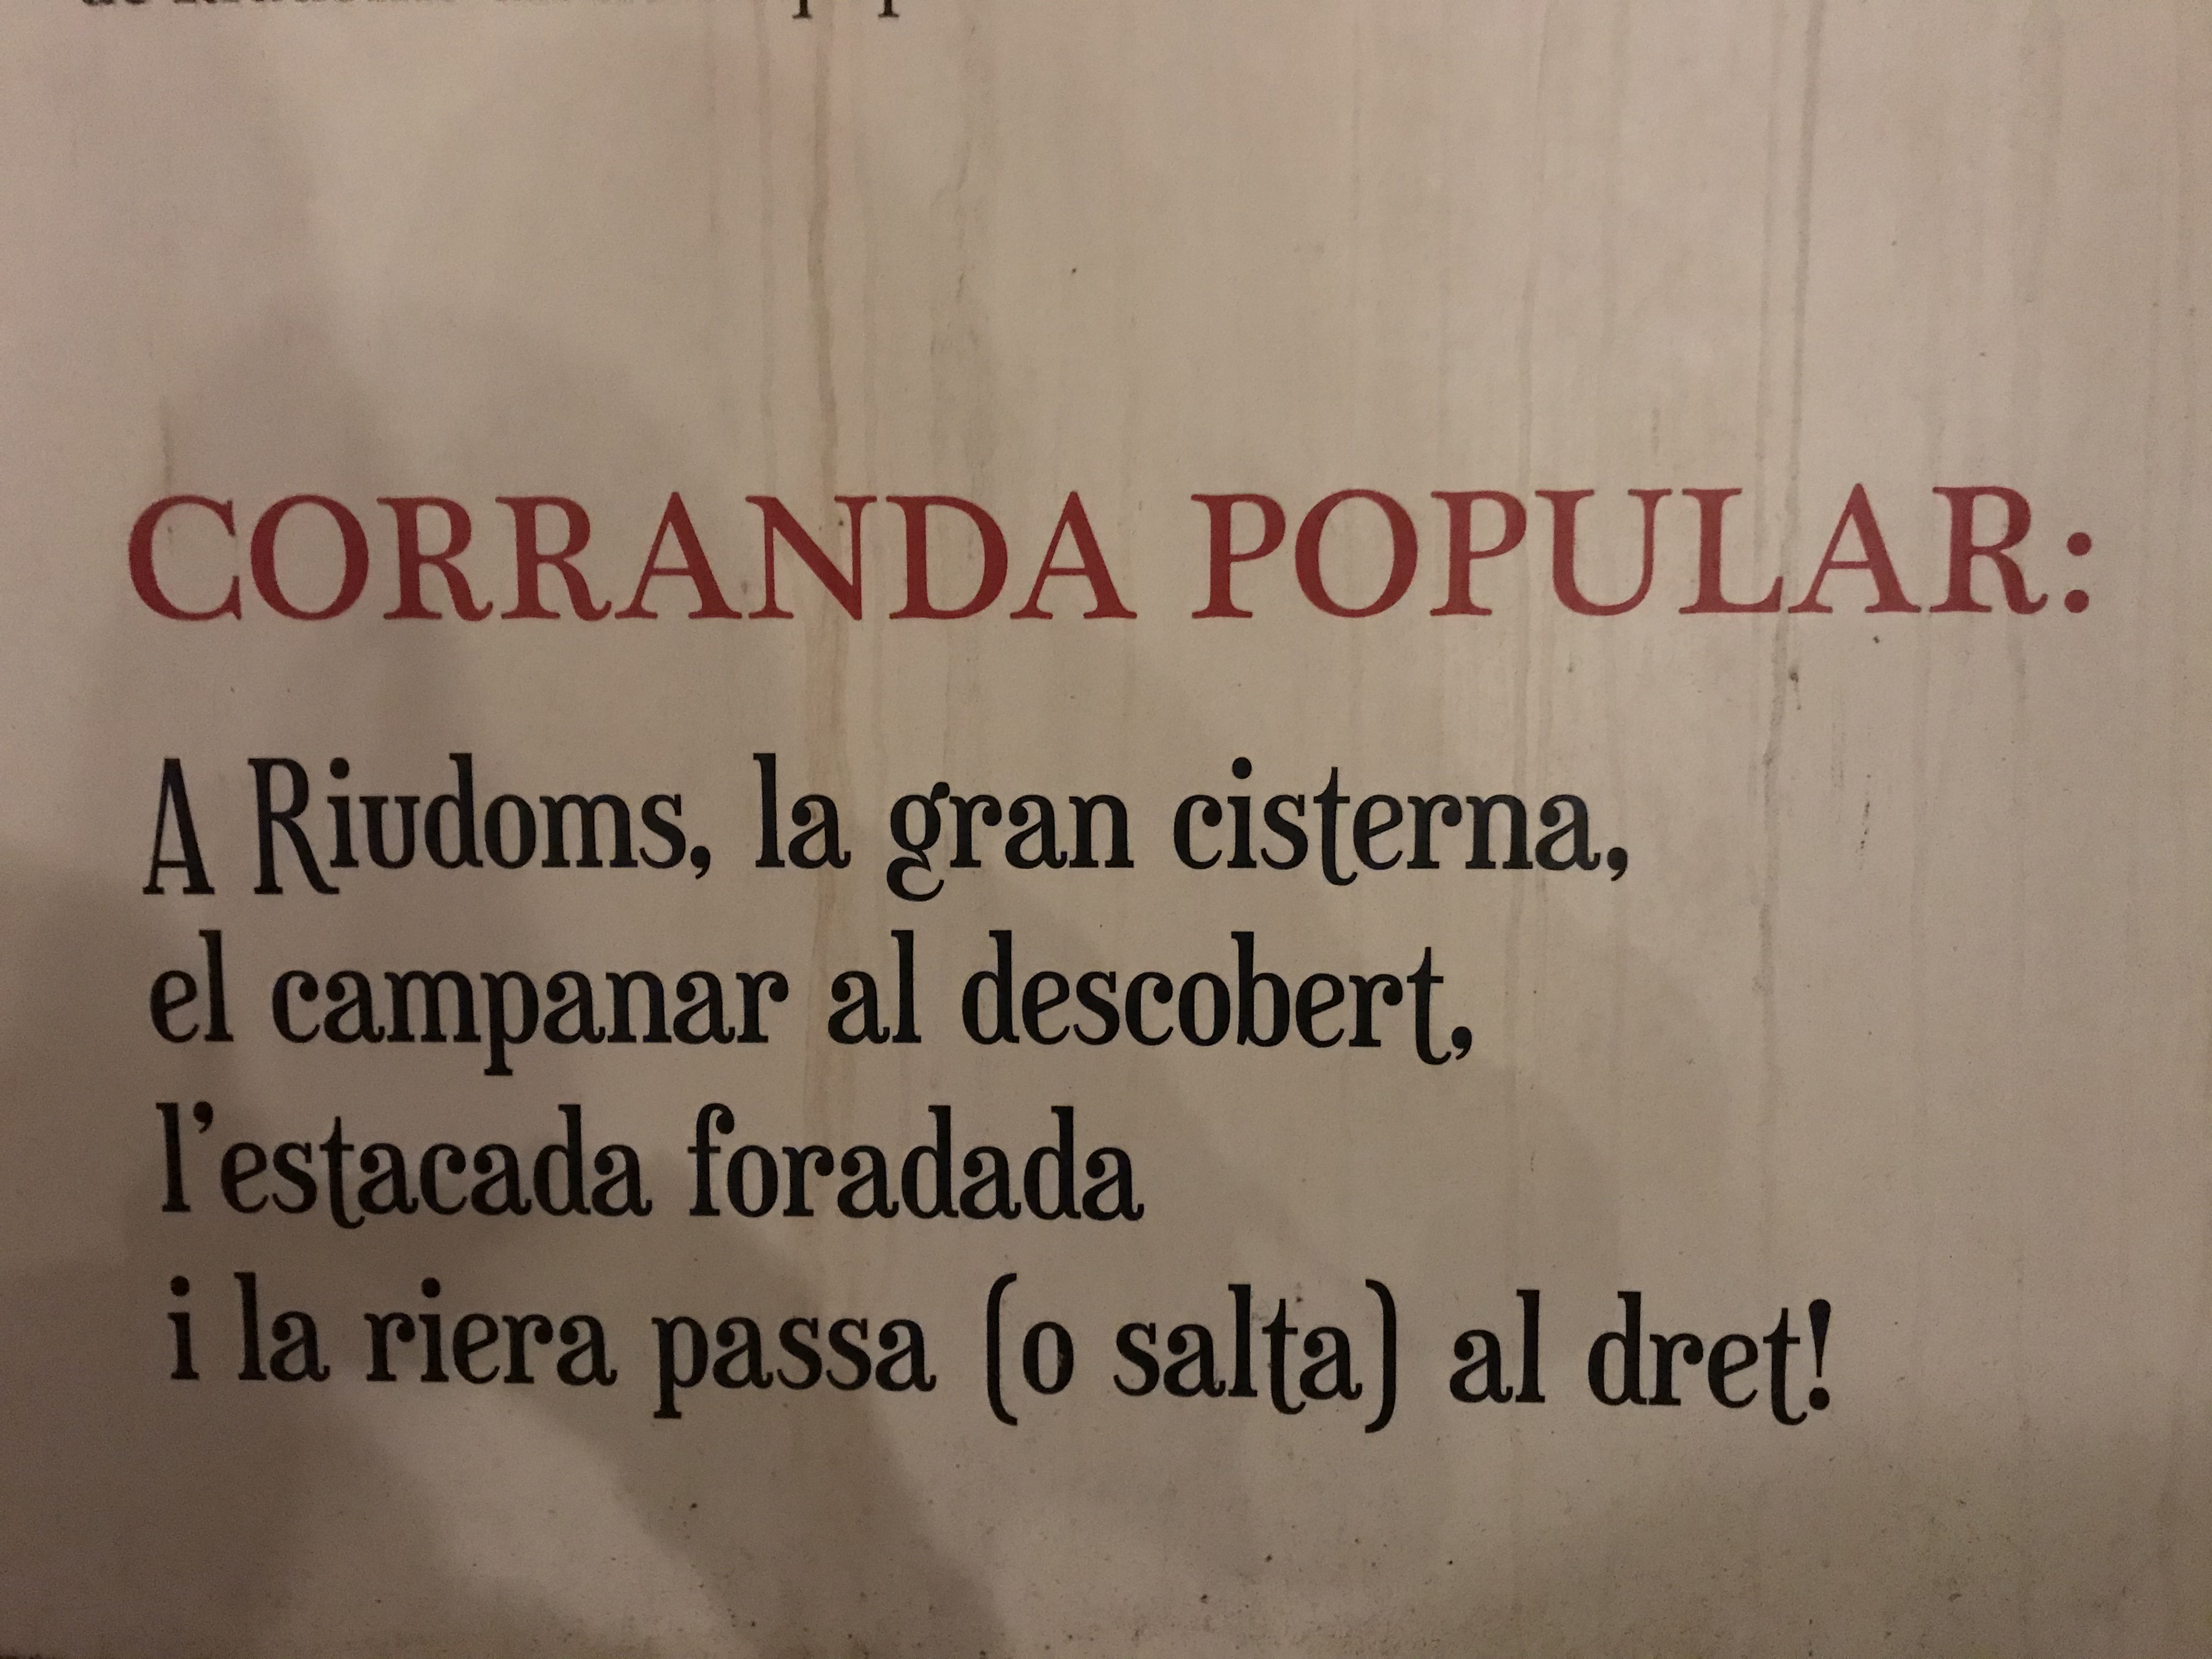 CORRANDA POPULAR:
A Riudoms, la gran cisterna,
el campanar al descobert,
l'estacada foradada
i la riera passa (o salta) al dret!